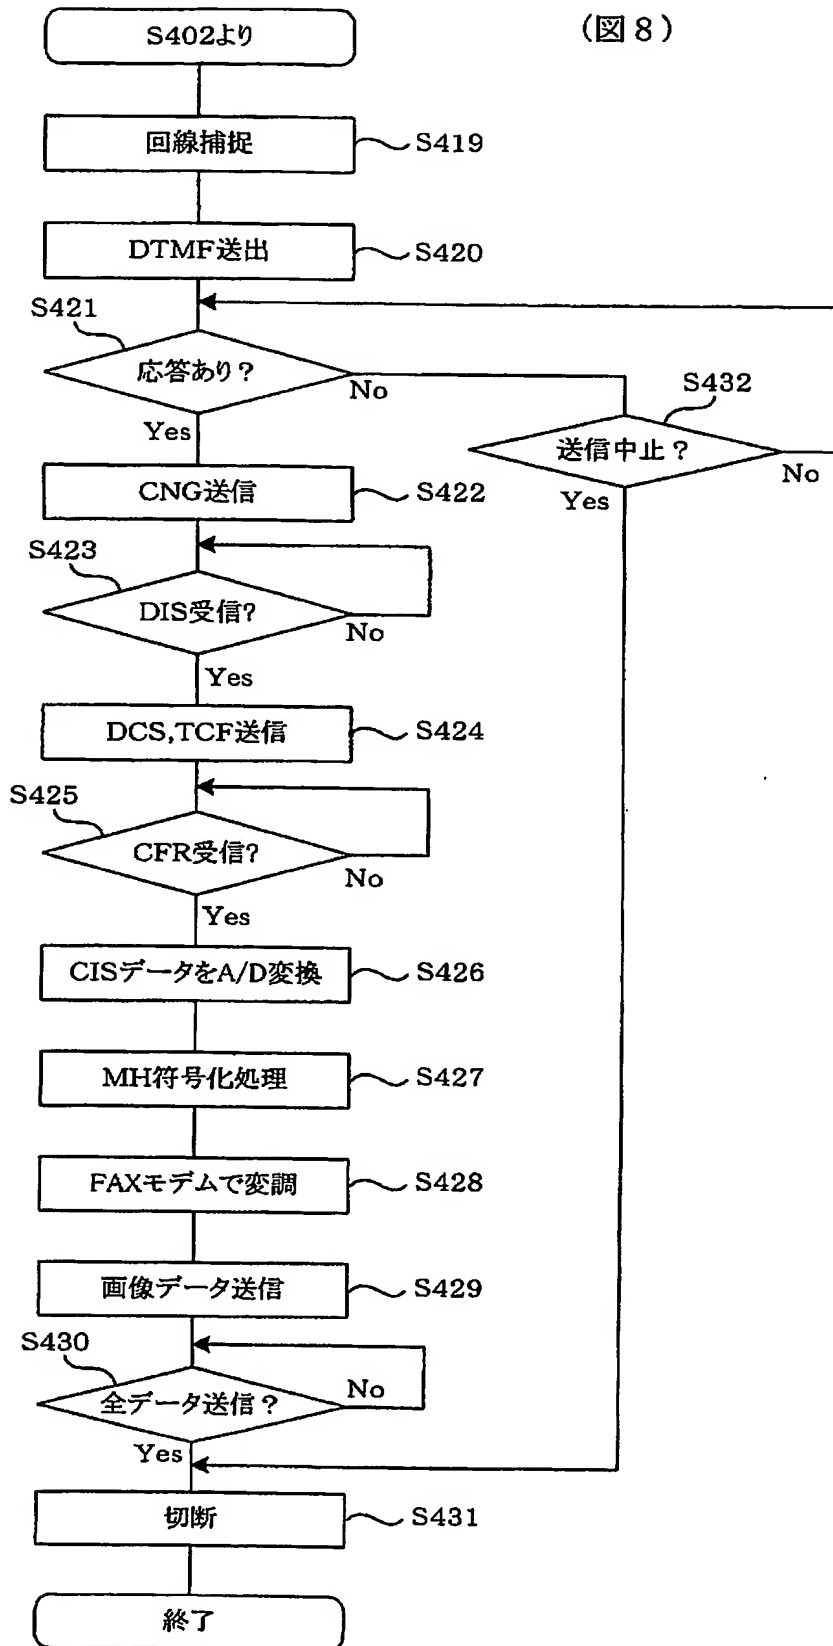 (図8)
S402より
回線捕捉
S419
DTMF送出
S420
S421
応答あり?
No
Yes
S432
送信中止?
No
Yes
CNG送信
S422
S423
DIS受信?
No
Yes
DCS,TCF送信
S424
S425
CFR受信?
No
Yes
CISデータをA/D変換
S426
MH符号化処理
S427
FAXモデムで変調
S428
画像データ送信
S429
S430
全データ送信?
No
Yes
切断
S431
終了